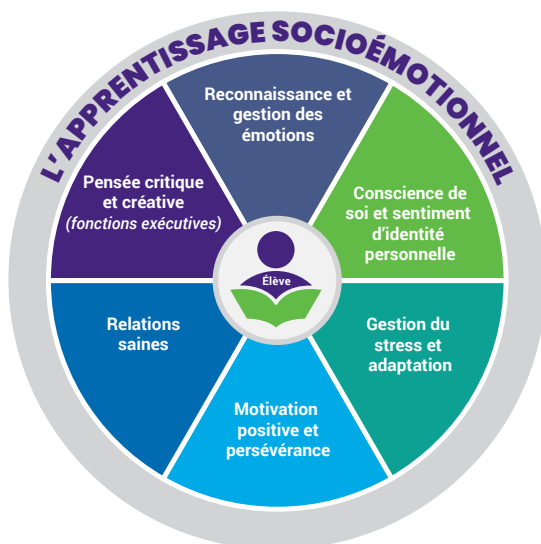 L'APPRENTISSAGE SOCIOÉMOTIONNEL
Reconnaissance et
gestion des
émotions
Conscience de
soi et sentiment
d'identité
personnelle
Gestion du
stress et
adaptation
Motivation
positive et
persévérance
Relations
saines
Pensée critique
et créative
(fonctions exécutives)
Élève